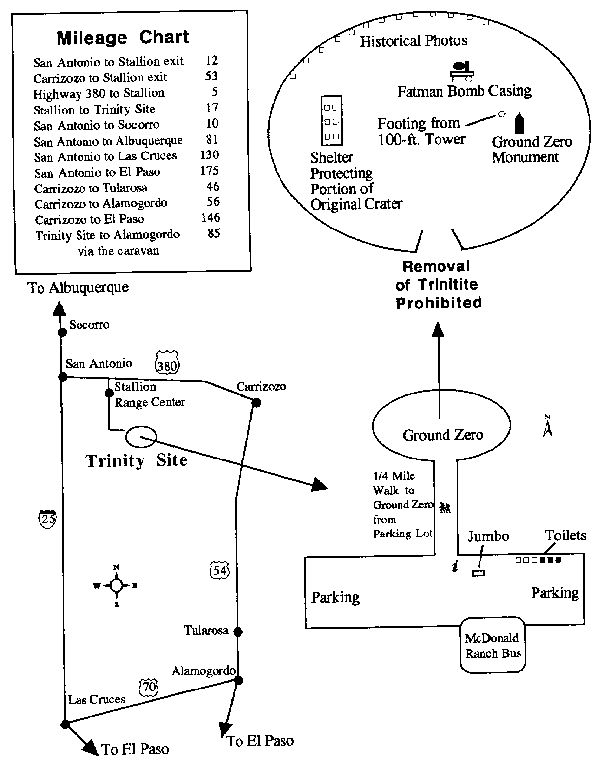 Mileage Chart
San Antonio to Stallion exit 12
Carrizozo to Stallion exit 53
Highway 380 to Stallion 5
Stallion to Trinity Site 17
San Antonio to Socorro 10
San Antonio to Albuquerque 81
San Antonio to Las Cruces 130
San Antonio to El Paso 175
Carrizozo to Tularosa 46
Carrizozo to Alamogordo 56
Carrizozo to El Paso 146
Trinity Site to Alamogordo 85
via the caravan
Historical Photos
Fatman Bomb Casing
Footing from
100-ft. Tower
Ground Zero
Monument
Shelter
Protecting
Portion of
Original Crater
Removal
of Trinitite
Prohibited
To Albuquerque
Socorro
San Antonio
380
Stallion
Range Center
Carrizozo
Trinity Site
25
54
N
W
E
S
Tularosa
Alamogordo
70
Las Cruces
To El Paso
To El Paso
Ground Zero
N
1/4 Mile
Walk to
Ground Zero
from
Parking Lot
Jumbo
Toilets
i
Parking
Parking
McDonald
Ranch Bus